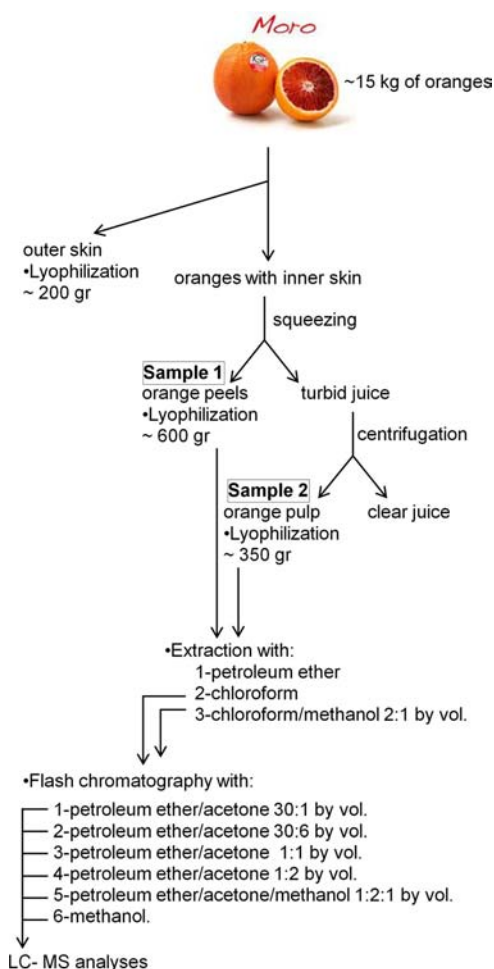 Moro
~15 kg of oranges
outer skin
•Lyophilization
~ 200 gr
oranges with inner skin
squeezing
Sample 1
orange peels
•Lyophilization
~ 600 gr
turbid juice
centrifugation
Sample 2
orange pulp
•Lyophilization
~ 350 gr
clear juice
•Extraction with:
1-petroleum ether
2-chloroform
3-chloroform/methanol 2:1 by vol.
•Flash chromatography with:
1-petroleum ether/acetone 30:1 by vol.
2-petroleum ether/acetone 30:6 by vol.
3-petroleum ether/acetone  1:1 by vol.
4-petroleum ether/acetone 1:2 by vol.
5-petroleum ether/acetone/methanol 1:2:1 by vol.
6-methanol.
LC- MS analyses